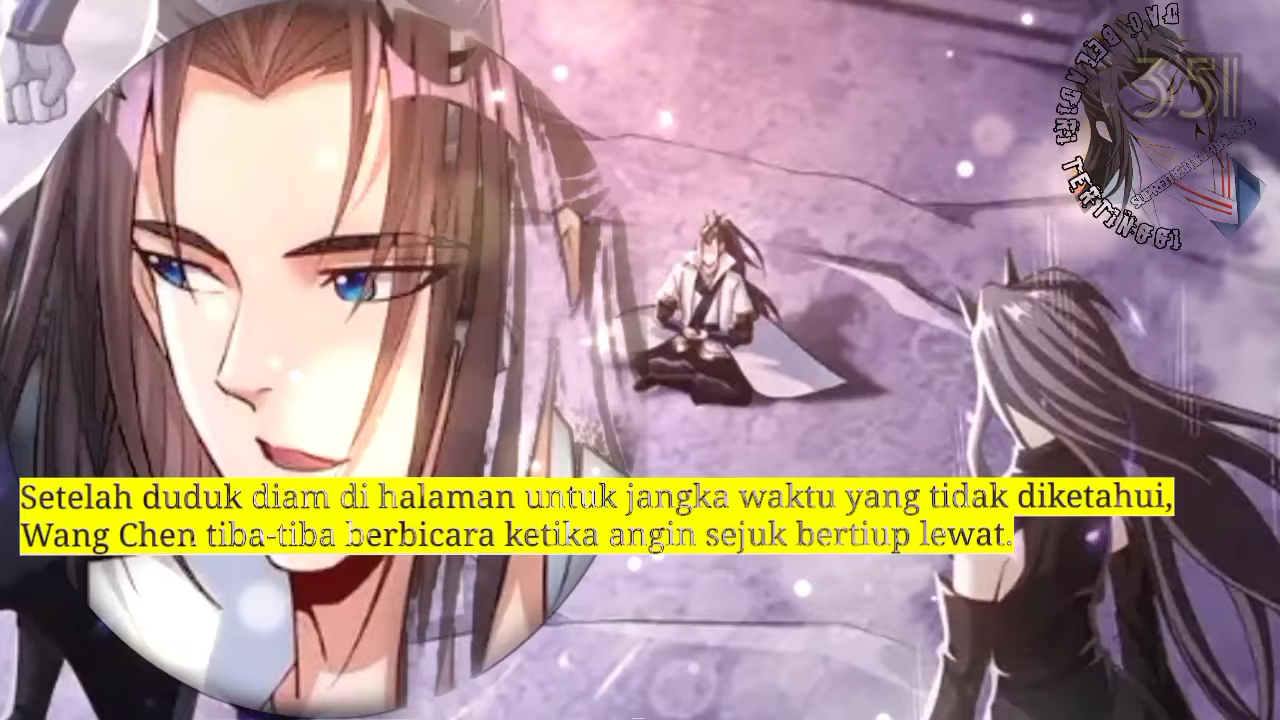 351
Setelah duduk diam di halaman untuk jangka waktu yang tidak diketahui,
Wang Chen tiba-tiba berbicara ketika angin sejuk bertiup lewat.